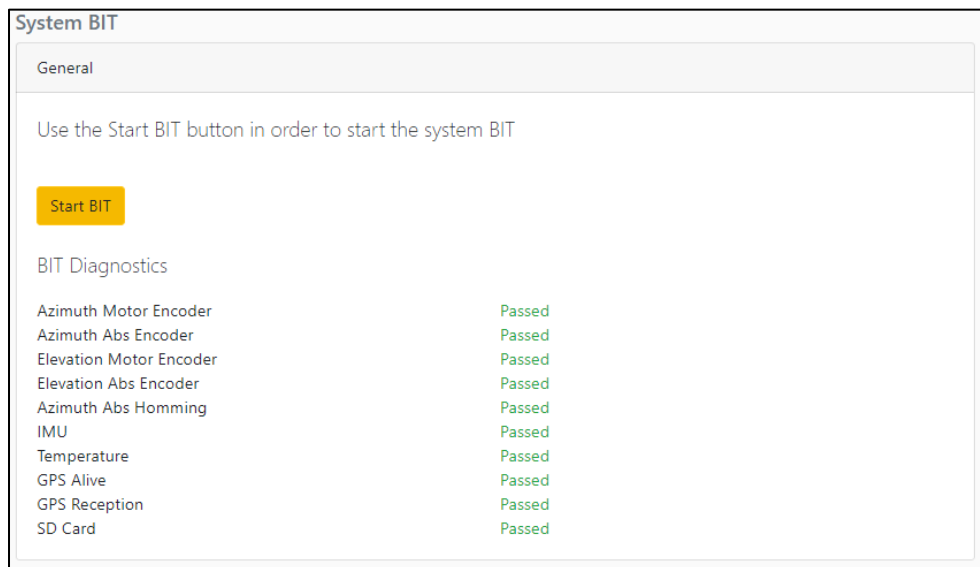 System BIT
General
Use the Start BIT button in order to start the system BIT
Start BIT
BIT Diagnostics
Azimuth Motor Encoder Passed
Azimuth Abs Encoder Passed
Elevation Motor Encoder Passed
Elevation Abs Encoder Passed
Azimuth Abs Homming Passed
IMU Passed
Temperature Passed
GPS Alive Passed
GPS Reception Passed
SD Card Passed